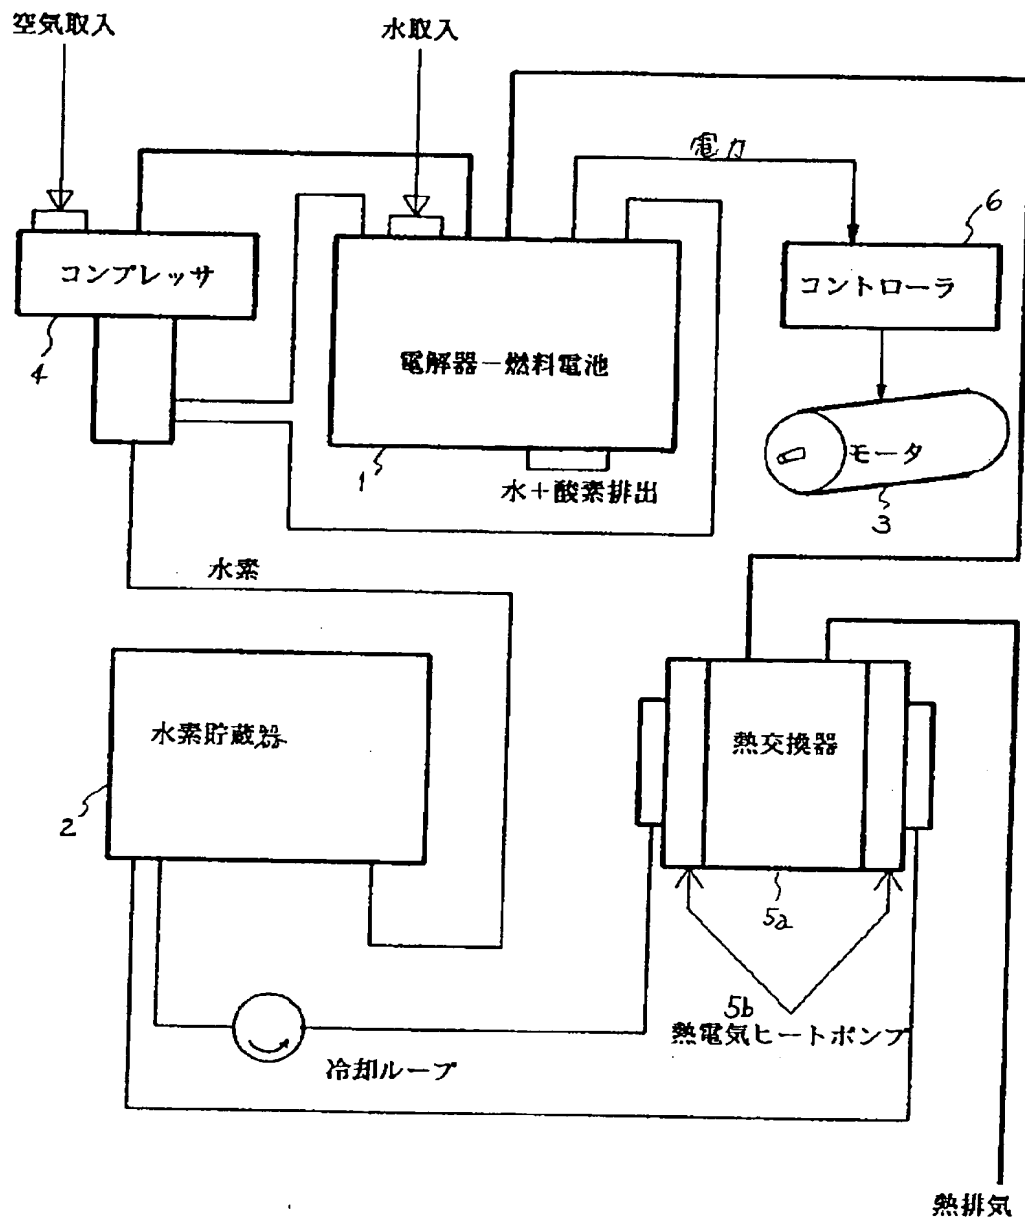 空気取入
水取入
電力
6
コンプレッサ
コントローラ
4
電解器－燃料電池
モータ
1
水＋酸素排出
3
水素
水素貯蔵器
熱交換器
2
5a
5b
熱電気ヒートポンプ
冷却ループ
熱排気